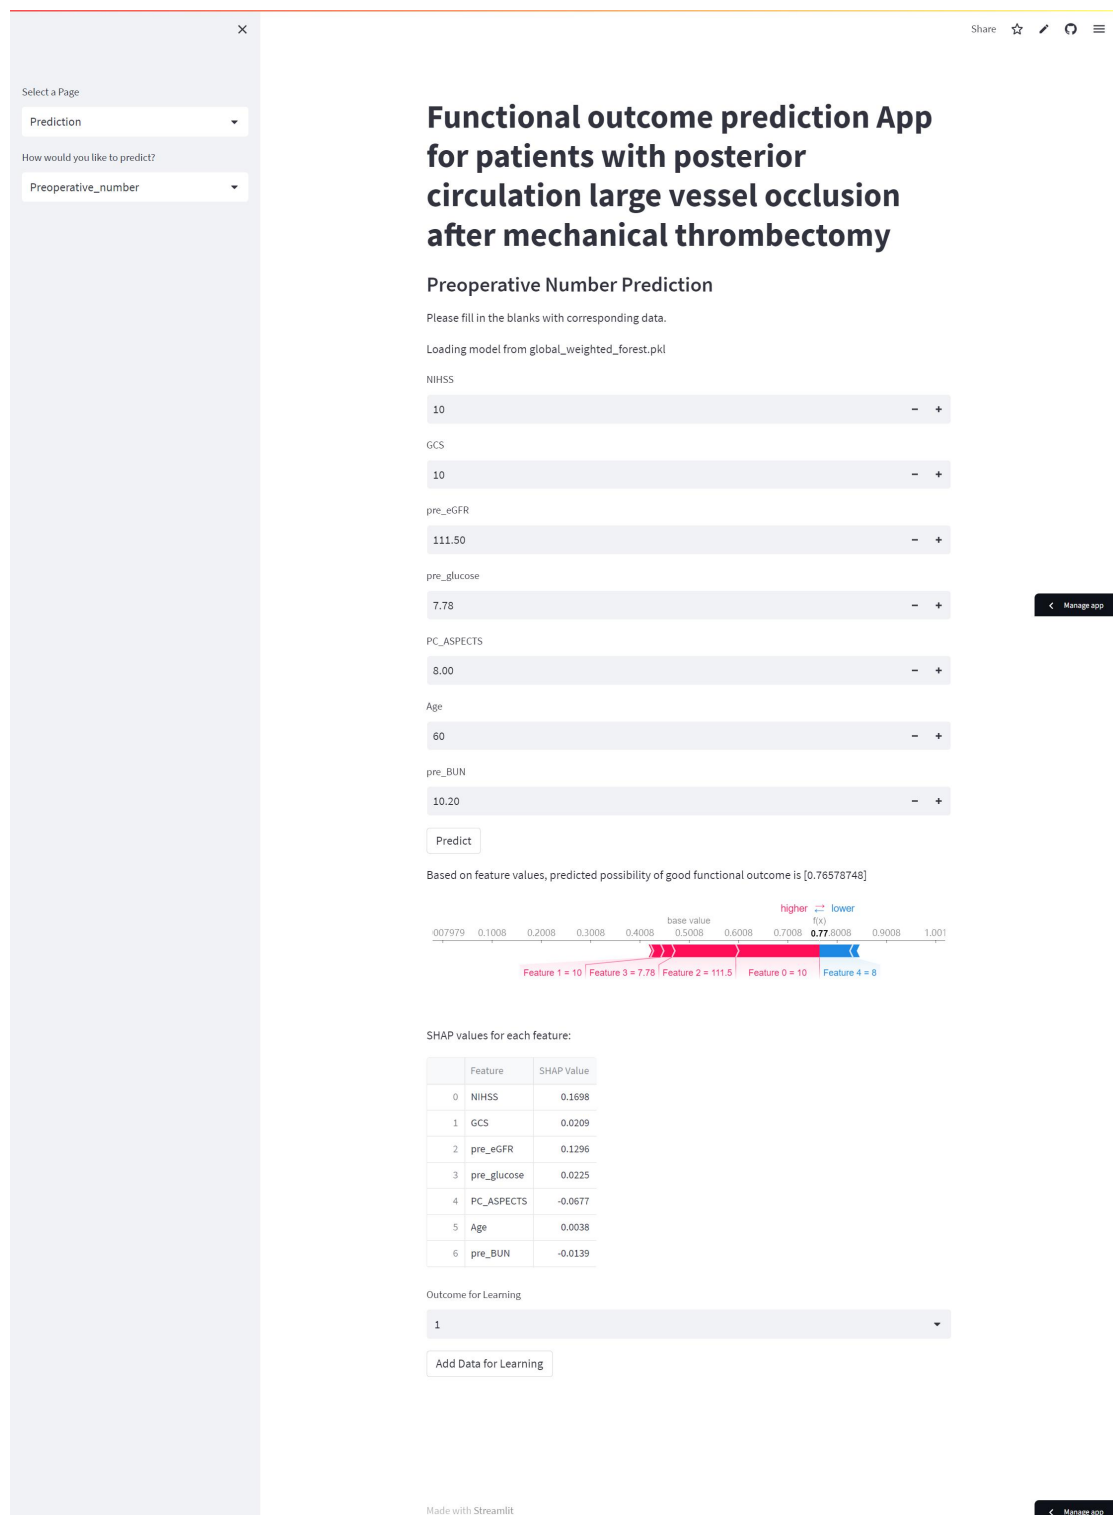 Share
Select a Page
Prediction
How would you like to predict?
Preoperative_number
Functional outcome prediction App
for patients with posterior
circulation large vessel occlusion
after mechanical thrombectomy
Preoperative Number Prediction
Please fill in the blanks with corresponding data.
Loading model from global_weighted_forest.pkl
NIHSS
10
GCS
10
pre_eGFR
111.50
pre_glucose
7.78
Manage app
PC_ASPECTS
8.00
Age
60
pre_BUN
10.20
Predict
Based on feature values, predicted possibility of good functional outcome is [0.76578748]
higher lower
base value f(x)
007979 0.1008 0.2008 0.3008 0.4008 0.5008 0.6008 0.7008 0.77 .8008 0.9008 1.001
Feature 1 = 10 Feature 3 = 7.78 Feature 2 = 111.5 Feature 0 = 10 Feature 4 = 8
SHAP values for each feature:
Feature SHAP Value
0 NIHSS 0.1698
1 GCS 0.0209
2 pre_eGFR 0.1296
3 pre_glucose 0.0225
4 PC_ASPECTS -0.0677
5 Age 0.0038
6 pre_BUN -0.0139
Outcome for Learning
1
Add Data for Learning
Made with Streamlit
Manage app